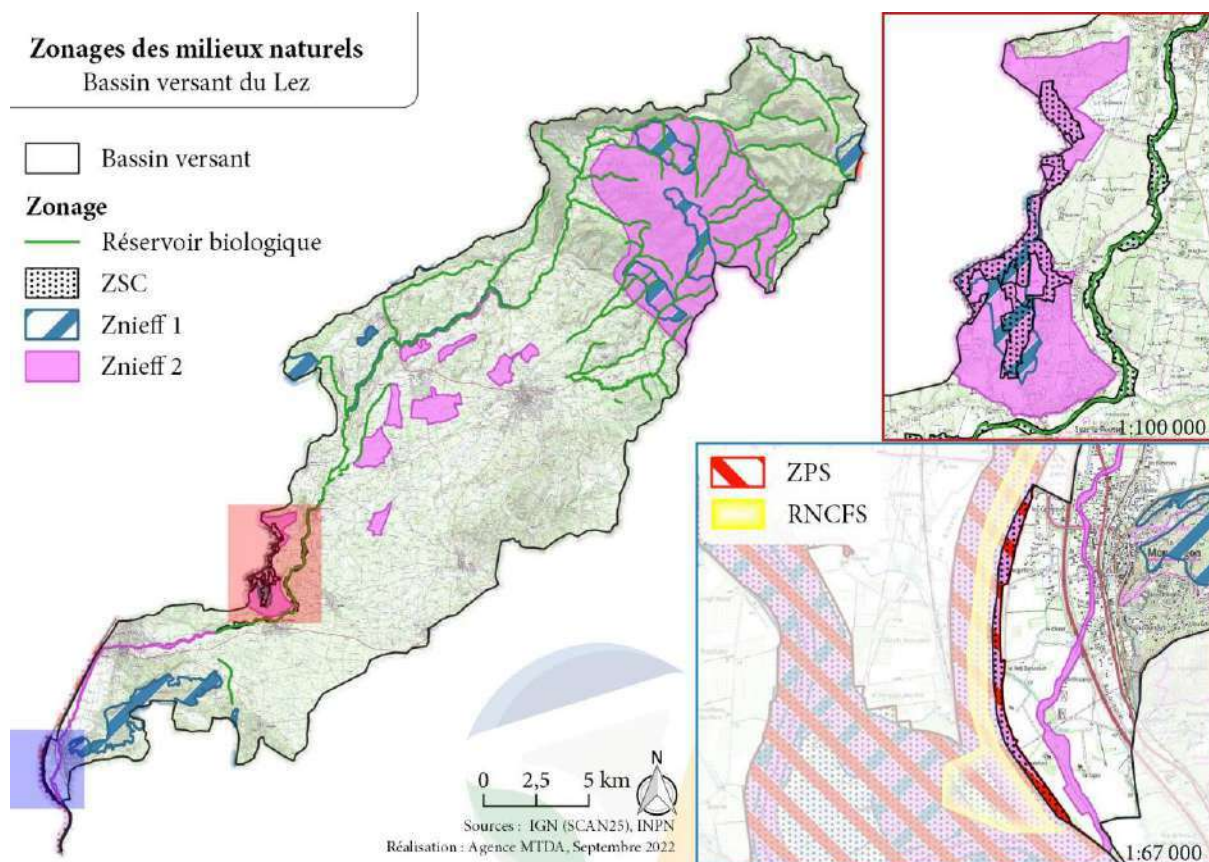 Zonages des milieux naturels
Bassin versant du Lez
Bassin versant
Zonage
Réservoir biologique
ZSC
Znieff 1
Znieff 2
1:100 000
ZPS
RNCFS
1:67 000
N
0 2,5 5 km
Sources : IGN (SCAN25), INPN
Réalisation : Agence MTDA, Septembre 2022